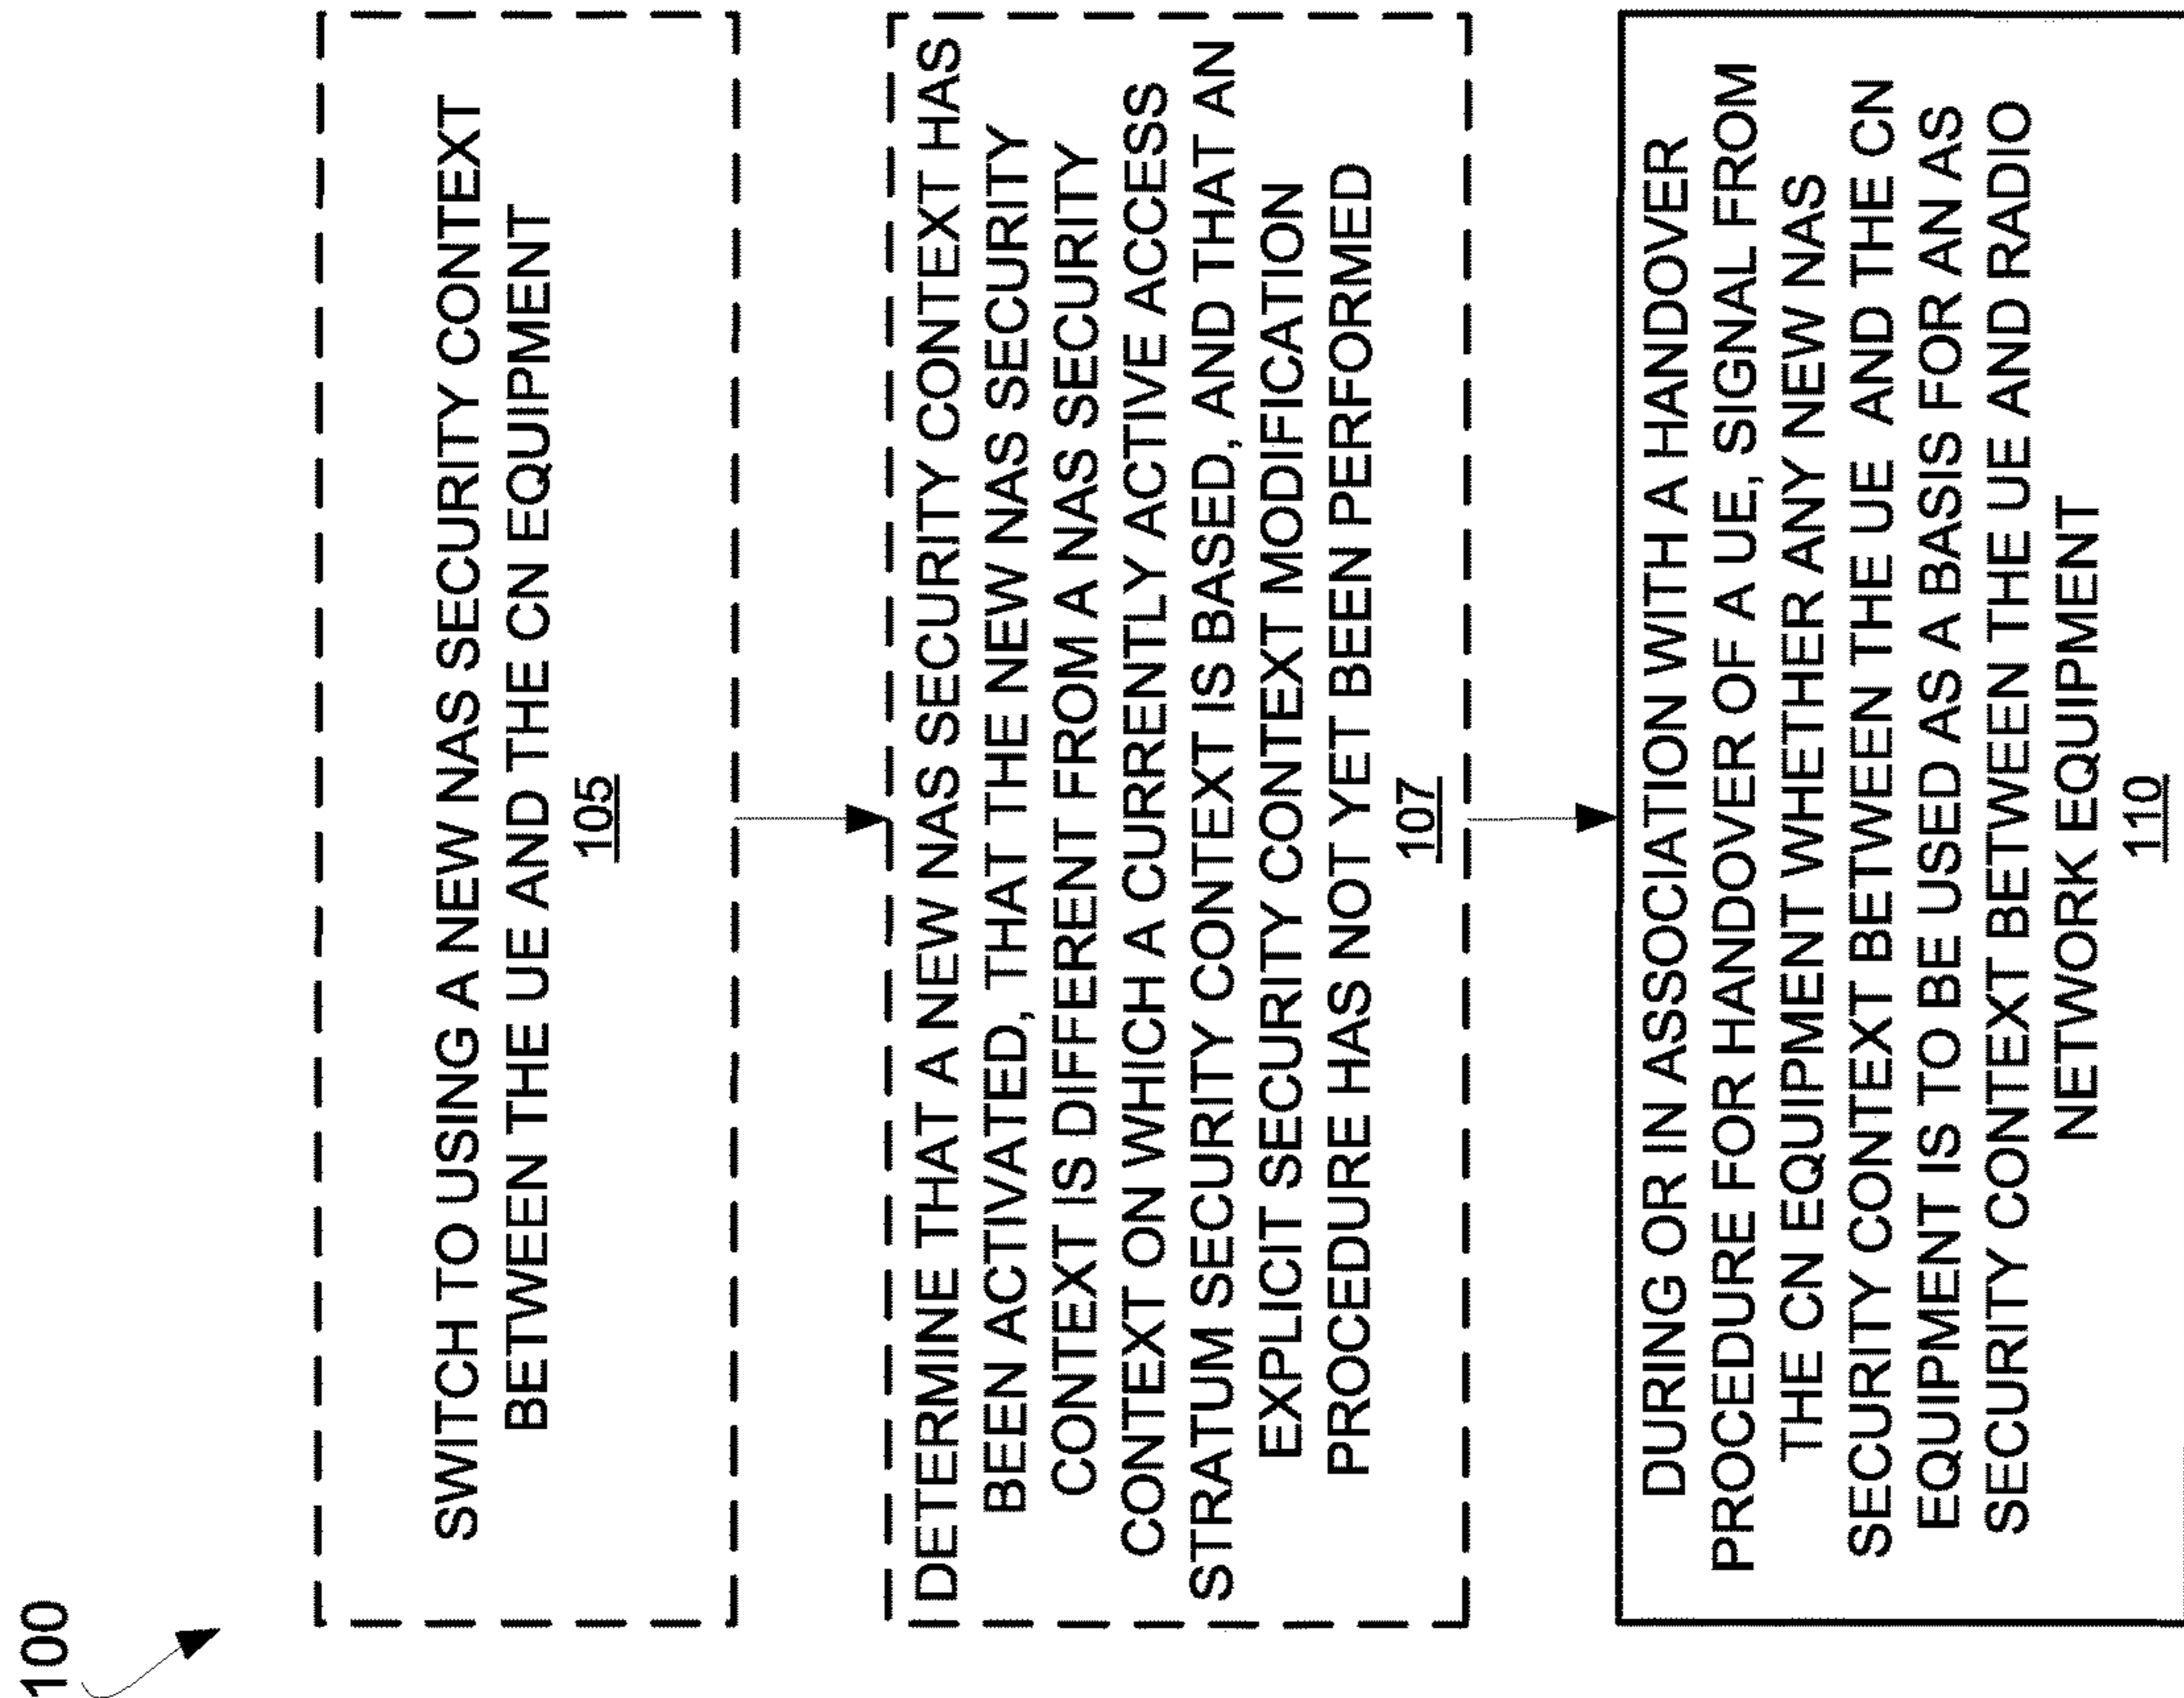 100
SWITCH TO USING A NEW NAS SECURITY CONTEXT
BETWEEN THE UE AND THE CN EQUIPMENT
105
DETERMINE THAT A NEW NAS SECURITY CONTEXT HAS
BEEN ACTIVATED, THAT THE NEW NAS SECURITY
CONTEXT IS DIFFERENT FROM A NAS SECURITY
CONTEXT ON WHICH A CURRENTLY ACTIVE ACCESS
STRATUM SECURITY CONTEXT IS BASED, AND THAT AN
EXPLICIT SECURITY CONTEXT MODIFICATION
PROCEDURE HAS NOT YET BEEN PERFORMED
107
DURING OR IN ASSOCIATION WITH A HANDOVER
PROCEDURE FOR HANDOVER OF A UE, SIGNAL FROM
THE CN EQUIPMENT WHETHER ANY NEW NAS
SECURITY CONTEXT BETWEEN THE UE AND THE CN
EQUIPMENT IS TO BE USED AS A BASIS FOR AN AS
SECURITY CONTEXT BETWEEN THE UE AND RADIO
NETWORK EQUIPMENT
110